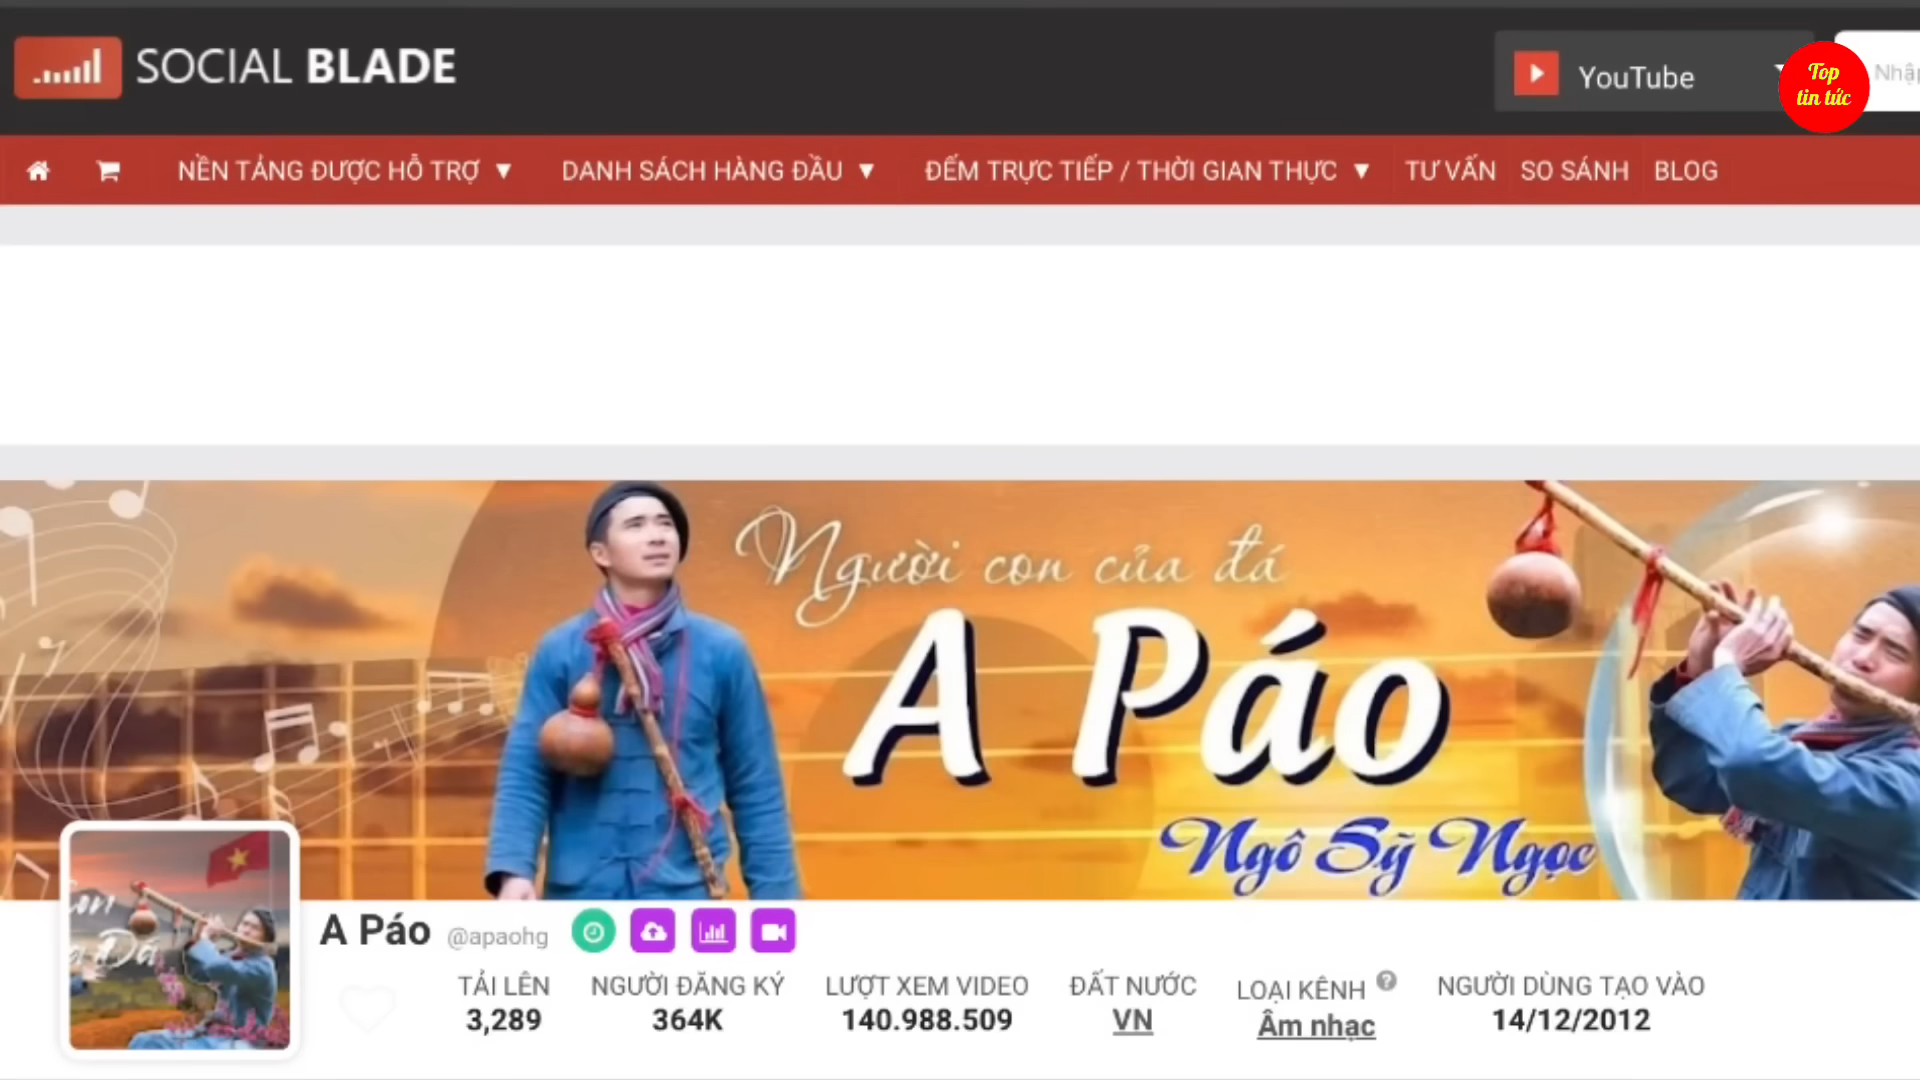 SOCIAL BLADE
YouTube
Top
tin tức
NỀN TẢNG ĐƯỢC HỖ TRỢ ▼ DANH SÁCH HÀNG ĐẦU ▼ ĐẾM TRỰC TIẾP / THỜI GIAN THỰC ▼ TƯ VẤN SO SÁNH BLOG
Người con của đá
A Páo
Ngô Sỹ Ngọc
A Páo @apaohg
TẢI LÊN NGƯỜI ĐĂNG KÝ LƯỢT XEM VIDEO ĐẤT NƯỚC LOẠI KÊNH NGƯỜI DÙNG TẠO VÀO
3,289 364K 140.988.509 VN Âm nhạc 14/12/2012